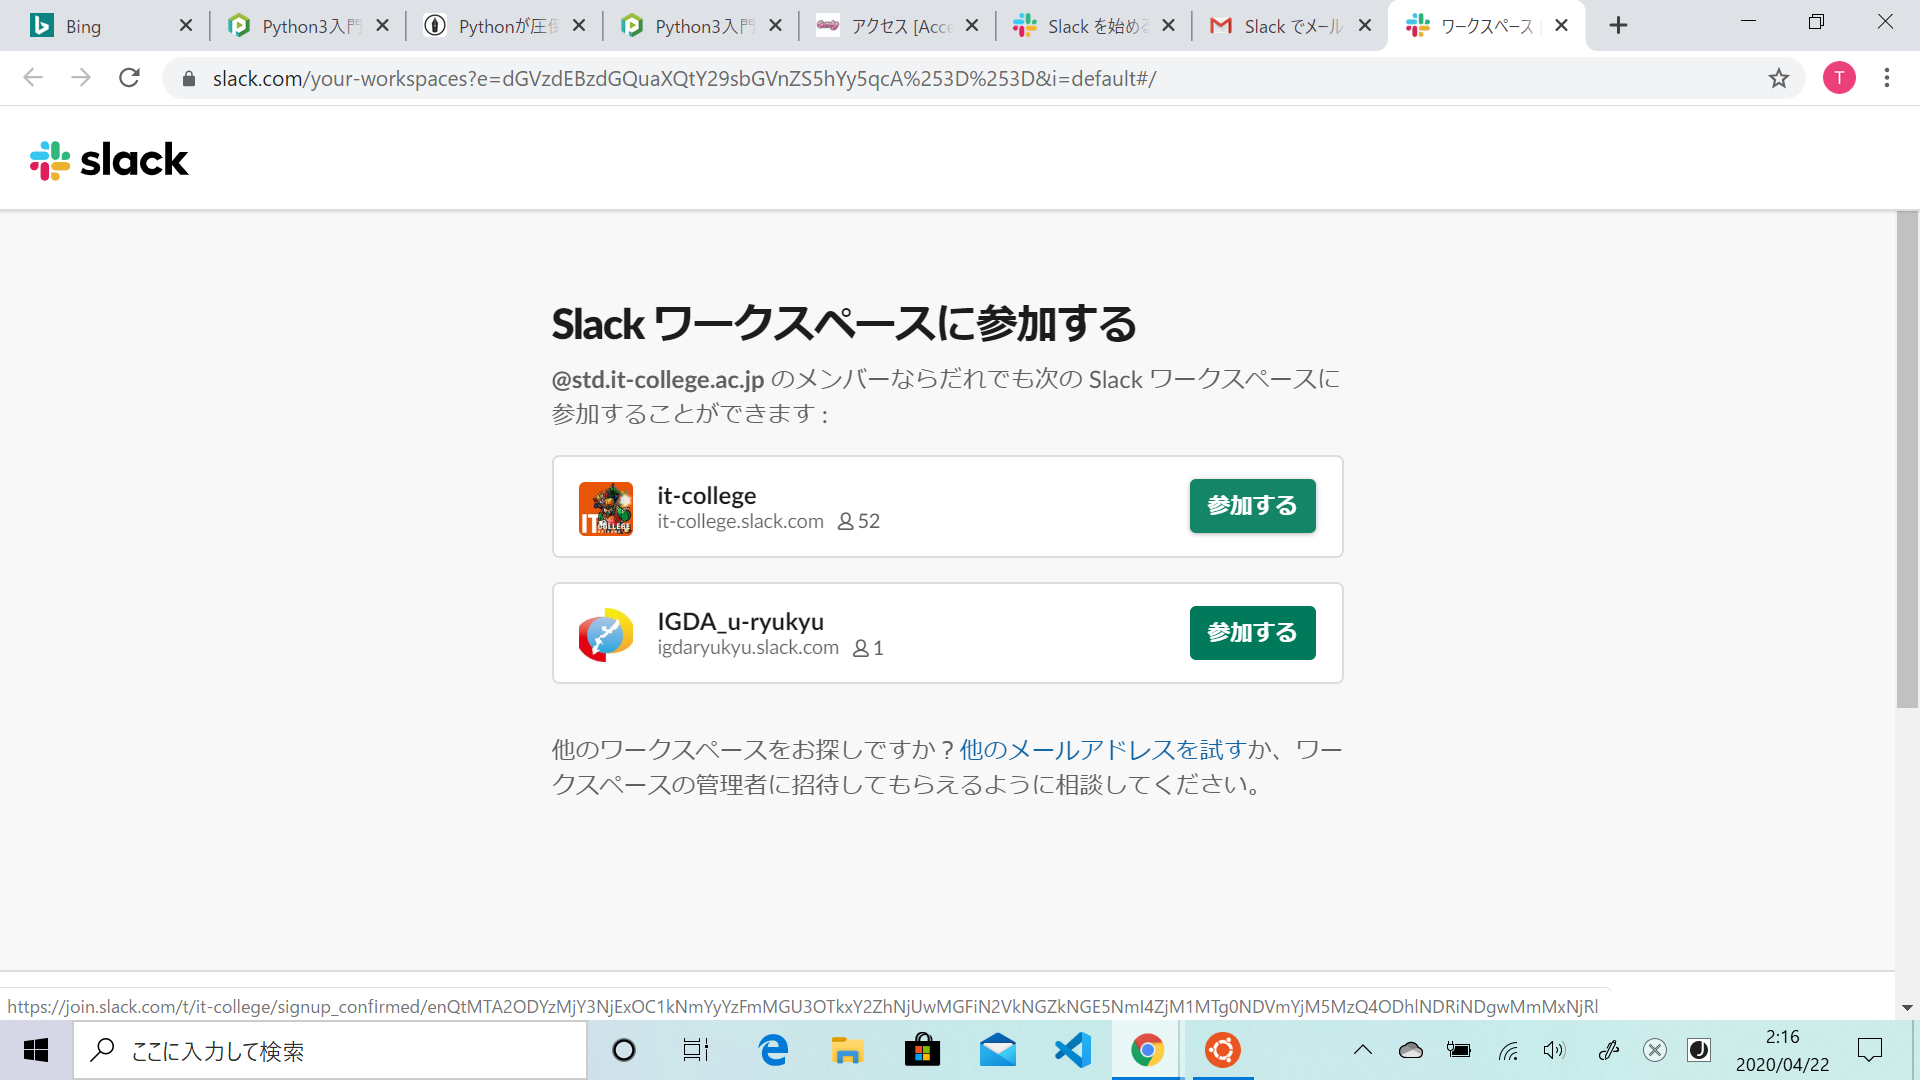 Bing
Python3入門
Pythonが圧倒
Python3入門
アクセス [Acce
Slack を始める
Slack でメール
ワークスペース |
slack.com/your-workspaces?e=dGVzdEBzdGQuaXQtY29sbGVnZS5hYy5qcA%253D%253D&i=default#/
T
slack
Slack ワークスペースに参加する
@std.it-college.ac.jp のメンバーならだれでも次の Slack ワークスペースに
参加することができます :
IT COLLEGE
it-college
it-college.slack.com 52
参加する
IGDA_u-ryukyu
igdaryukyu.slack.com 1
参加する
他のワークスペースをお探しですか ? 他のメールアドレスを試すか、ワー
クスペースの管理者に招待してもらえるように相談してください。
https://join.slack.com/t/it-college/signup_confirmed/enQtMTA2ODYzMjY3NjExOC1kNmYyYzFmMGU3OTkxY2ZhNjUwMGFiN2VkNGZkNGE5NmI4ZjM1MTg0NDVmYjM5MzQ4ODhlNDRiNDgwMmMxNjRl
ここに入力して検索
J
2:16
2020/04/22